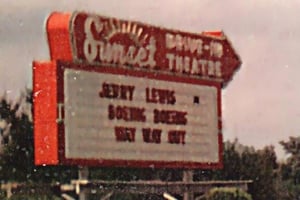 Sunset
DRIVE-IN
THEATRE
JERRY LEWIS
BOEING BOEING
WAY WAY OUT